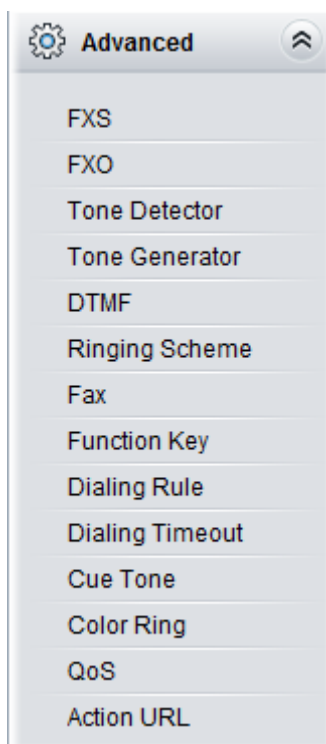 Advanced
FXS
FXO
Tone Detector
Tone Generator
DTMF
Ringing Scheme
Fax
Function Key
Dialing Rule
Dialing Timeout
Cue Tone
Color Ring
QoS
Action URL